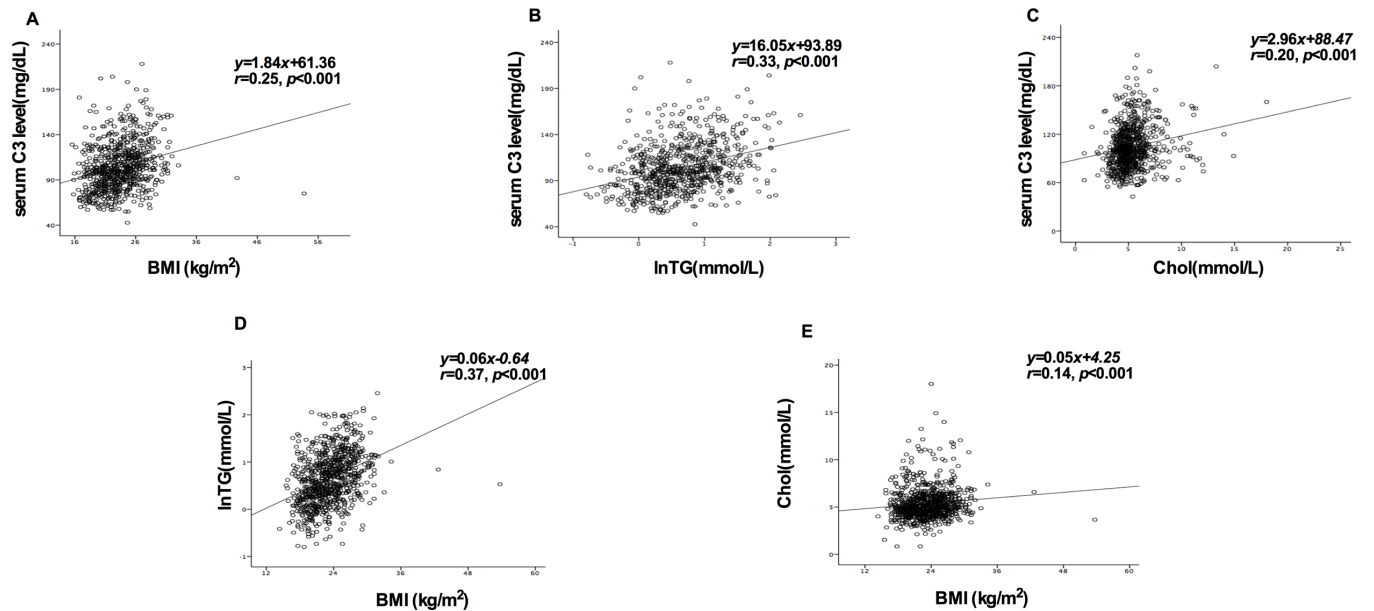 A
serum C3 level(mg/dL)
240
190
140
90
40
y=1.84x+61.36
r=0.25, p<0.001
16
26
36
46
56
BMI (kg/m²)
B
serum C3 level(mg/dL)
240
190
140
90
40
y=16.05x+93.89
r=0.33, p<0.001
-1
0
1
2
3
lnTG(mmol/L)
C
serum C3 level(mg/dL)
240
180
120
60
0
y=2.96x+88.47
r=0.20, p<0.001
0
5
10
15
20
25
Chol(mmol/L)
D
lnTG(mmol/L)
3
2
1
0
-1
y=0.06x-0.64
r=0.37, p<0.001
12
24
36
48
60
BMI (kg/m²)
E
Chol(mmol/L)
20
15
10
5
0
y=0.05x+4.25
r=0.14, p<0.001
12
24
36
48
60
BMI (kg/m²)